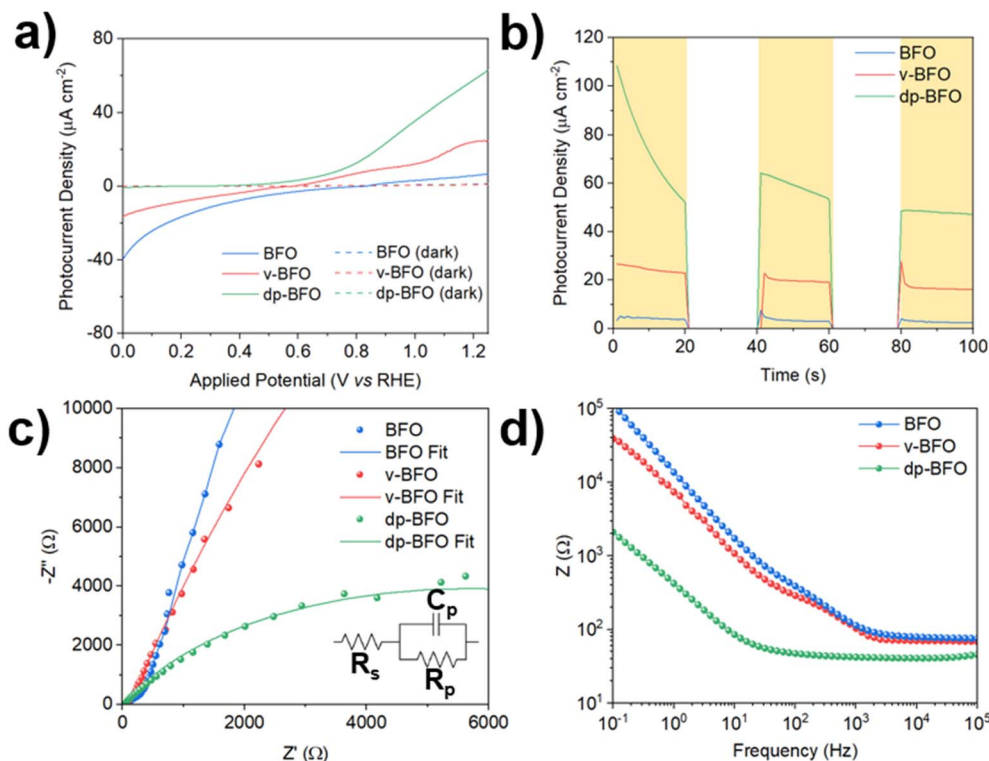 a)
80
40
0
-40
-80
Photocurrent Density (μA cm⁻²)
BFO
v-BFO
dp-BFO
BFO (dark)
v-BFO (dark)
dp-BFO (dark)
0.0 0.2 0.4 0.6 0.8 1.0 1.2
Applied Potential (V vs RHE)
b)
120
100
80
60
40
20
0
Photocurrent Density (μA cm⁻²)
BFO
v-BFO
dp-BFO
0 20 40 60 80 100
Time (s)
c)
10000
8000
6000
4000
2000
0
-Z" (Ω)
BFO
BFO Fit
v-BFO
v-BFO Fit
dp-BFO
dp-BFO Fit
Cₚ
Rₛ
Rₚ
0 2000 4000 6000
Z' (Ω)
d)
10⁵
10⁴
10³
10²
10¹
Z (Ω)
BFO
v-BFO
dp-BFO
10⁻¹ 10⁰ 10¹ 10² 10³ 10⁴ 10⁵
Frequency (Hz)